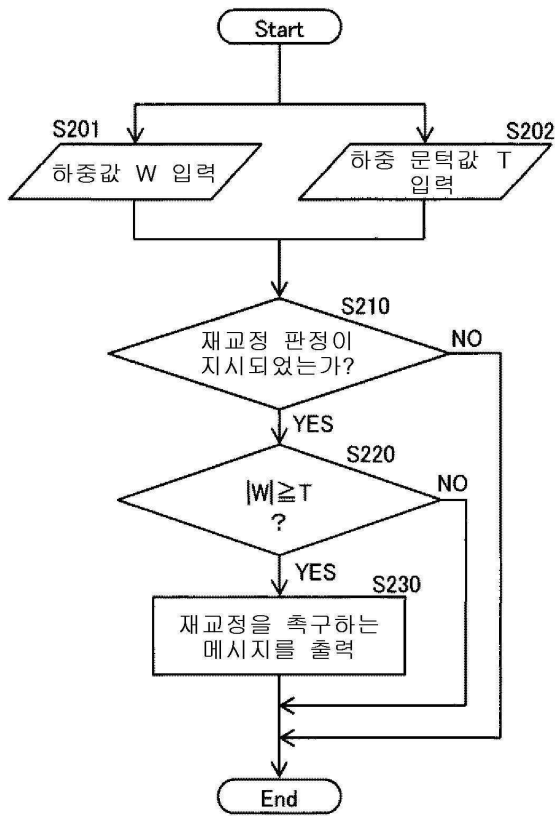 Start
S201
S202
하중값 W 입력
하중 문턱값 T
입력
S210
재교정 판정이
지시되었는가?
NO
YES
S220
|W|≧T
?
NO
YES
S230
재교정을 촉구하는
메시지를 출력
End